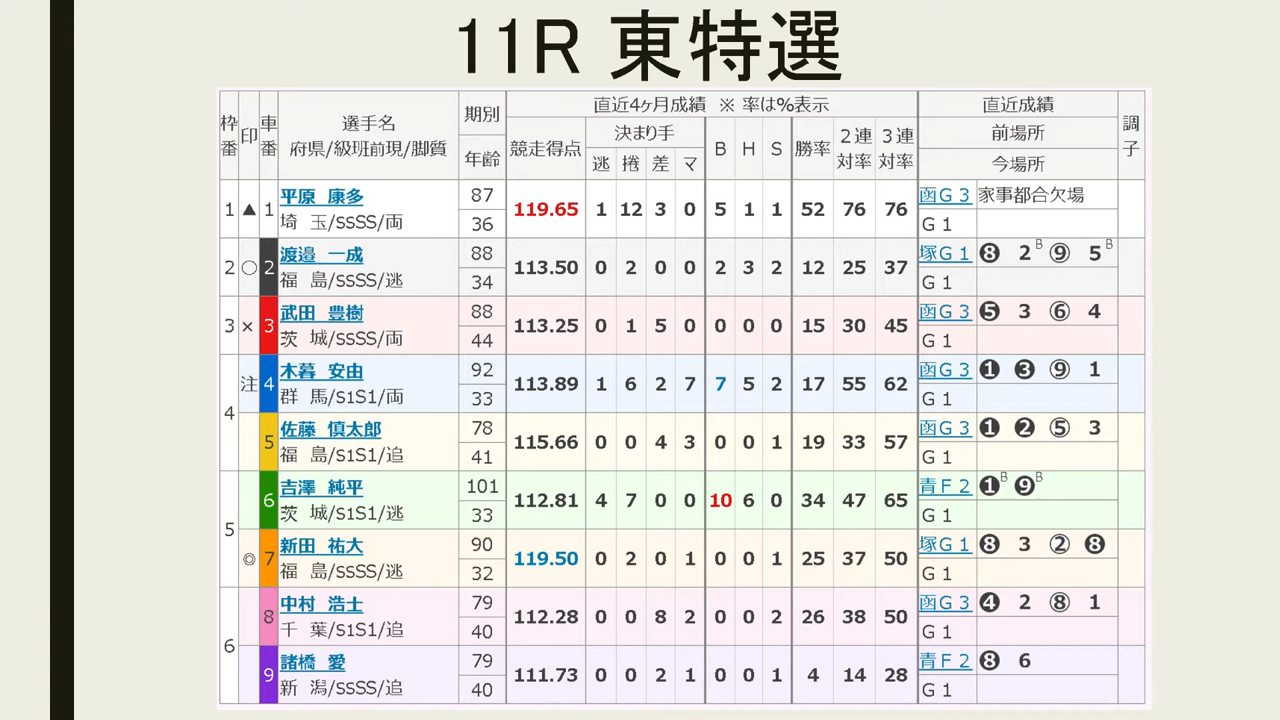 11R 東特選
枠番 印 車番 選手名 府県/級班前現/脚質 期別 年齢 直近4ヶ月成績 ※ 率は%表示 直近成績 調子
競走得点 決まり手 B H S 勝率 2連対率 3連対率 前場所
逃 捲 差 マ 今場所
1 ▲ 1 平原 康多 87 119.65 1 12 3 0 5 1 1 52 76 76 函G3 家事都合欠場
埼 玉/SSSS/両 36 G1
2 ○ 2 渡邉 一成 88 113.50 0 2 0 0 2 3 2 12 25 37 塚G1 ❽ 2B ⑨ 5B
福 島/SSSS/逃 34 G1
3 × 3 武田 豊樹 88 113.25 0 1 5 0 0 0 0 15 30 45 函G3 ❺ 3 ⑥ 4
茨 城/SSSS/両 44 G1
4 注 4 木暮 安由 92 113.89 1 6 2 7 7 5 2 17 55 62 函G3 ❶ ❸ ⑨ 1
群 馬/S1S1/両 33 G1
5 佐藤 慎太郎 78 115.66 0 0 4 3 0 0 1 19 33 57 函G3 ❶ ❷ ⑤ 3
福 島/S1S1/追 41 G1
5 6 吉澤 純平 101 112.81 4 7 0 0 10 6 0 34 47 65 青F2 ❶B ❾B
茨 城/S1S1/逃 33 G1
◎ 7 新田 祐大 90 119.50 0 2 0 1 0 0 1 25 37 50 塚G1 ❽ 3 ② ❽
福 島/SSSS/逃 32 G1
6 8 中村 浩士 79 112.28 0 0 8 2 0 0 2 26 38 50 函G3 ❹ 2 ⑧ 1
千 葉/S1S1/追 40 G1
9 諸橋 愛 79 111.73 0 0 2 1 0 0 1 4 14 28 青F2 ❽ 6
新 潟/SSSS/追 40 G1